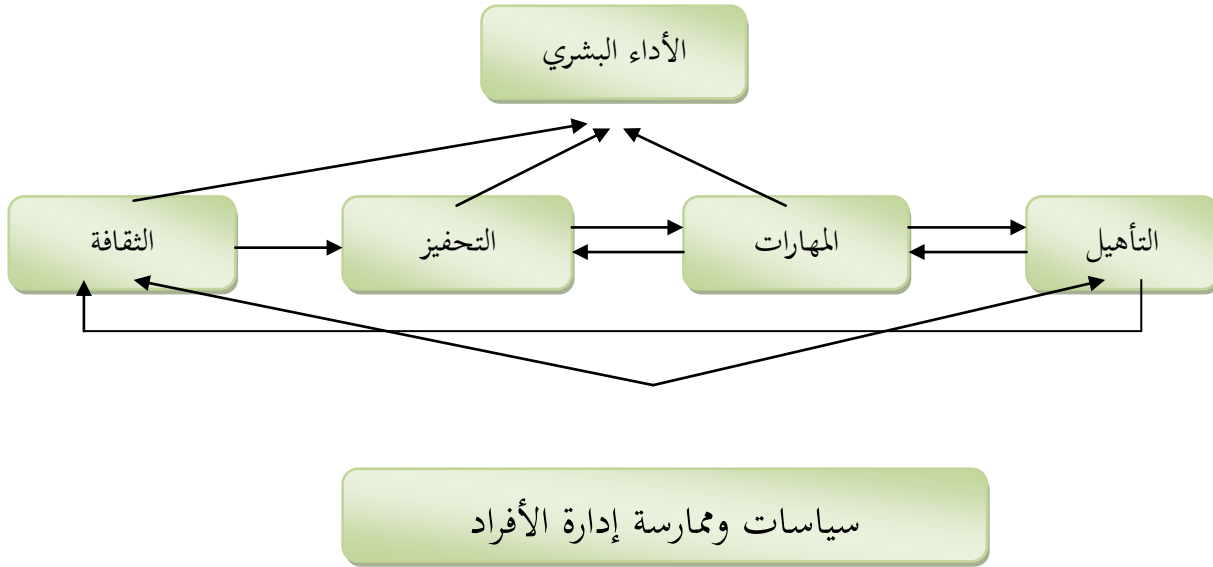 الأداء البشري
التأهيل
المهارات
التحفيز
الثقافة
سياسات وممارسة إدارة الأفراد